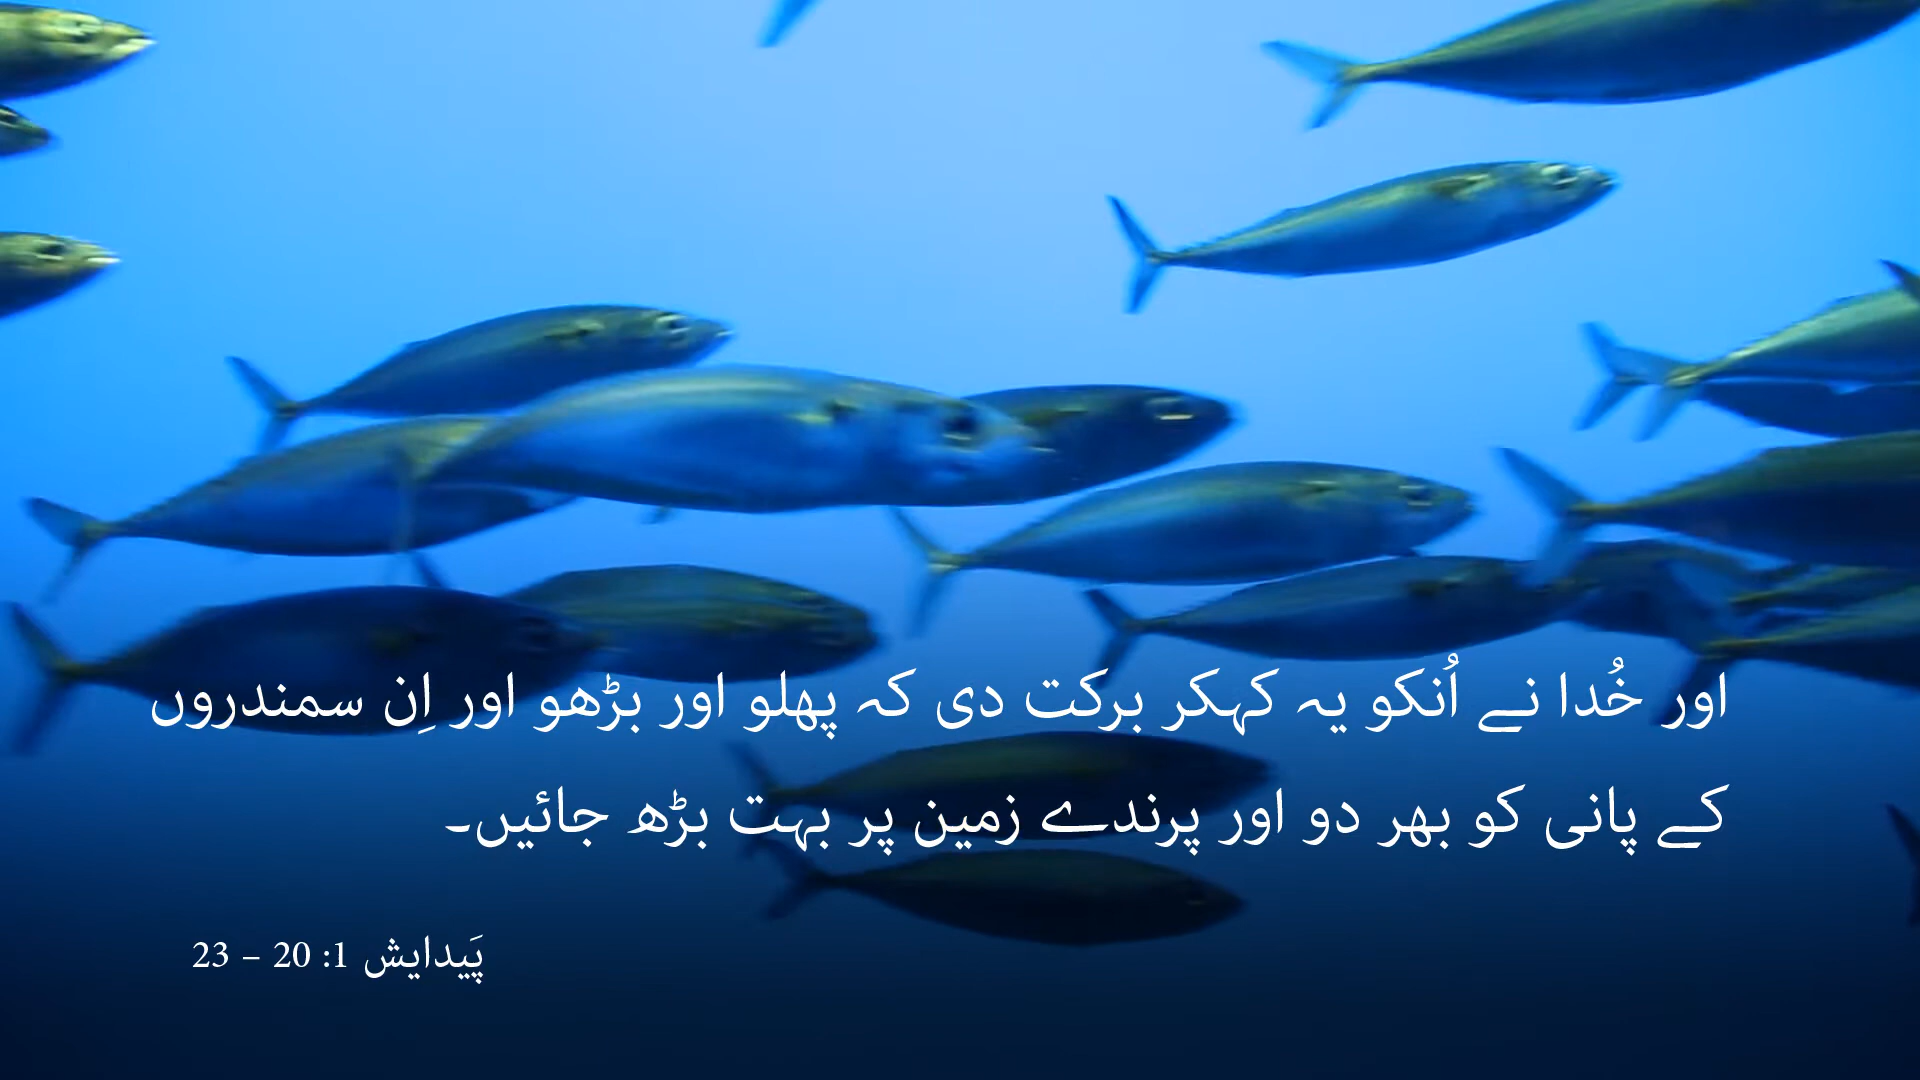 اور خُدا نے اُنکو یہ کہکر برکت دی کہ پھلو اور بڑھو اور اِن سمندروں
کے پانی کو بھر دو اور پرندے زمین پر بہت بڑھ جائیں۔
پَیدایش 1: 20 – 23